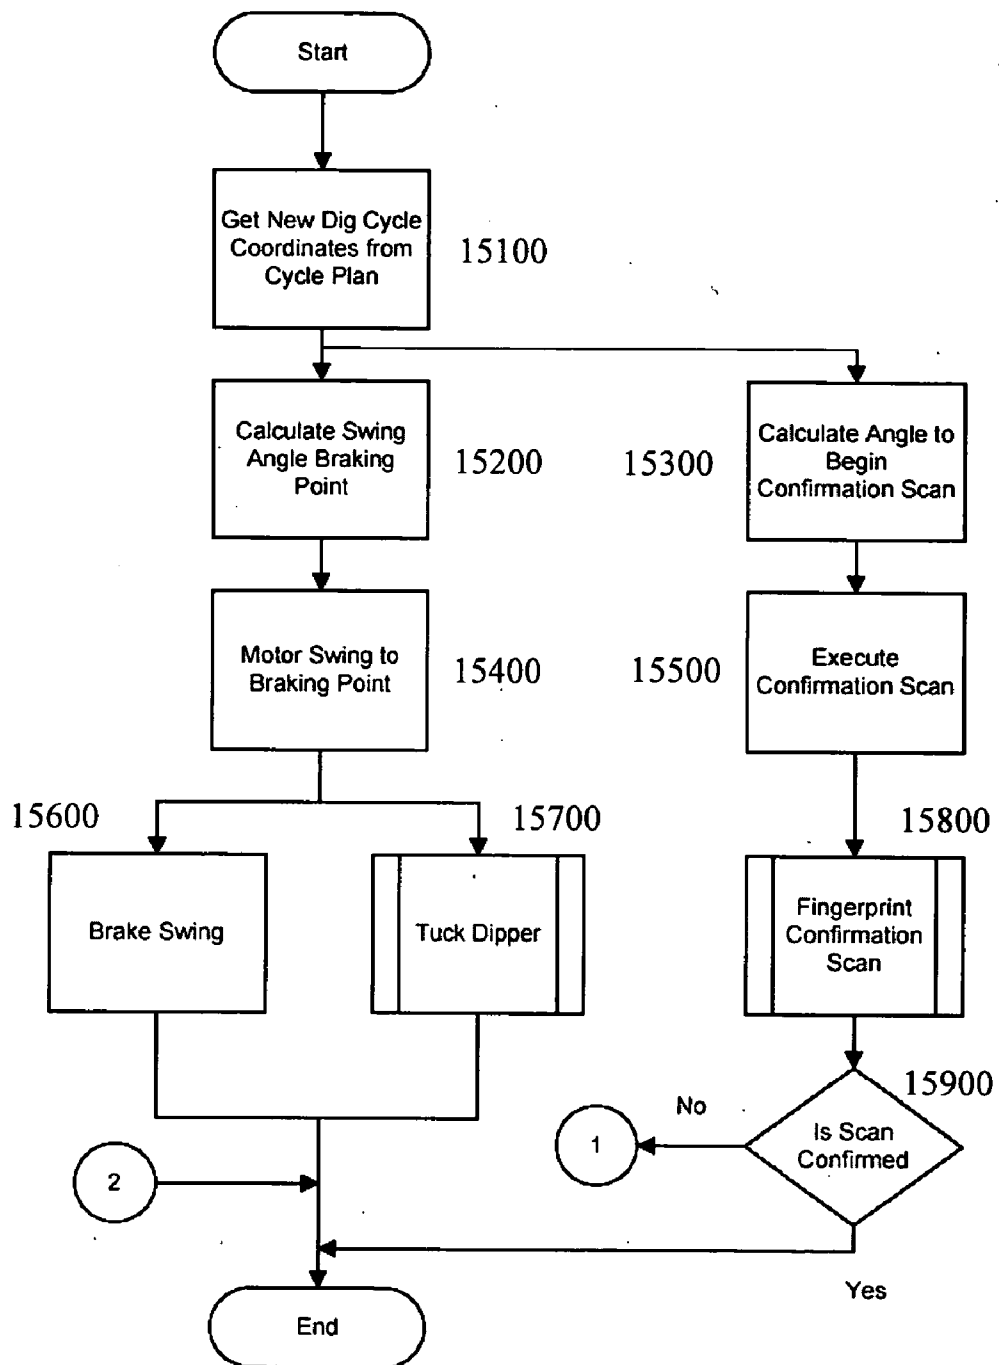 Start
Get New Dig Cycle
Coordinates from
Cycle Plan
15100
Calculate Swing
Angle Braking
Point
15200
15300
Calculate Angle to
Begin
Confirmation Scan
Motor Swing to
Braking Point
15400
15500
Execute
Confirmation Scan
15600
15700
15800
Brake Swing
Tuck Dipper
Fingerprint
Confirmation
Scan
15900
No
1
Is Scan
Confirmed
2
Yes
End